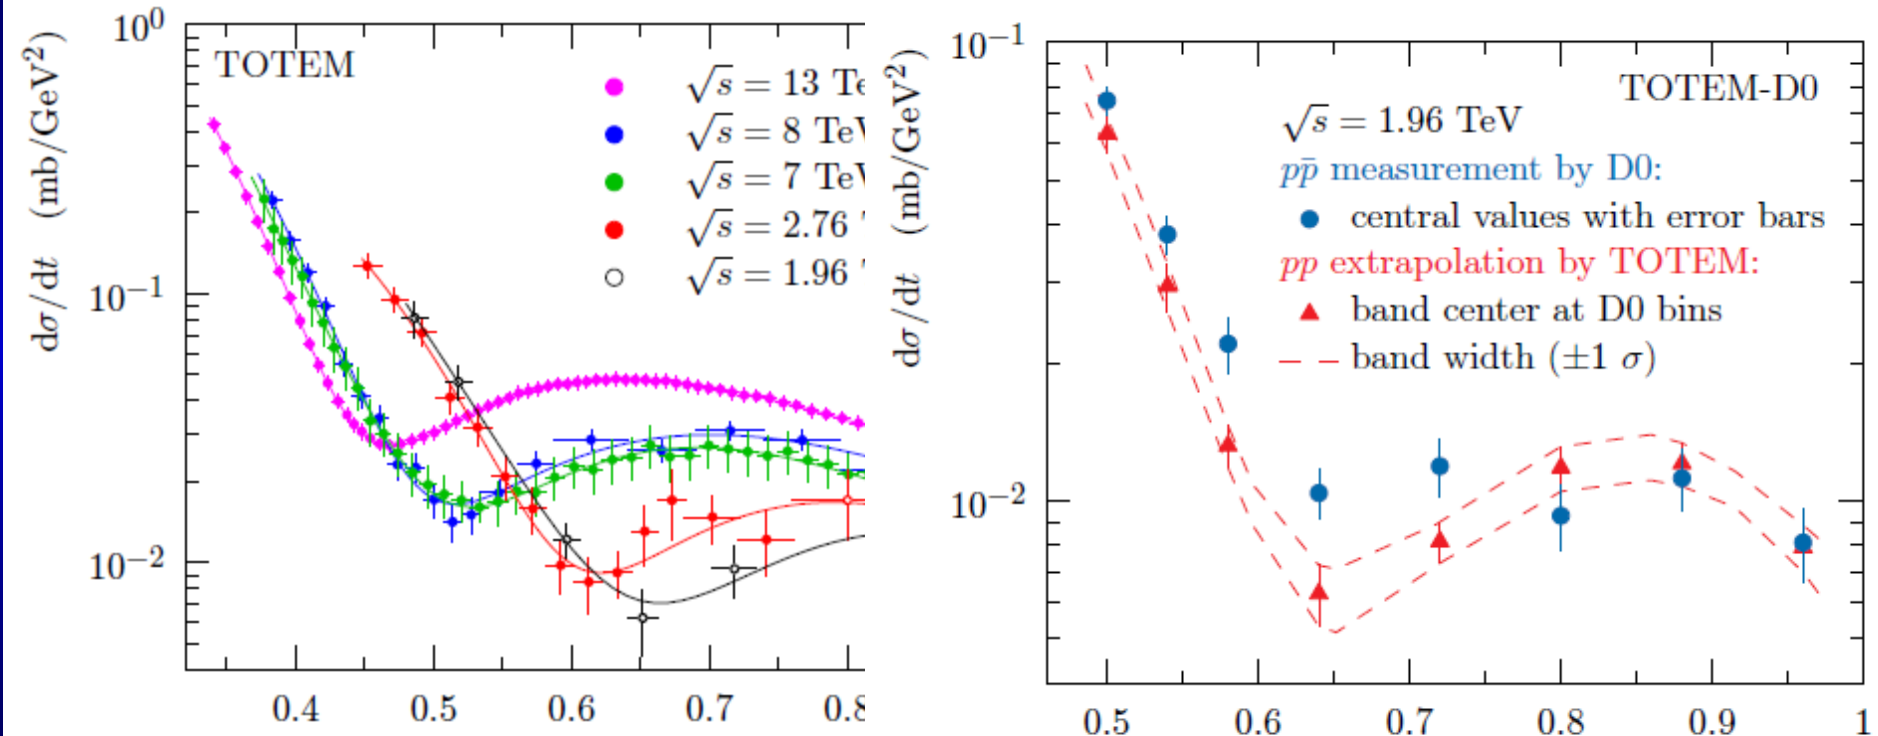 10⁰
TOTEM
√s = 13 Te
√s = 8 TeV
√s = 7 TeV
√s = 2.76
√s = 1.96
dσ/dt (mb/GeV²)
10⁻¹
10⁻²
0.4 0.5 0.6 0.7 0.8
10⁻¹
TOTEM-D0
√s = 1.96 TeV
pp̄ measurement by D0:
central values with error bars
pp extrapolation by TOTEM:
band center at D0 bins
band width (±1 σ)
dσ/dt (mb/GeV²)
10⁻²
0.5 0.6 0.7 0.8 0.9 1